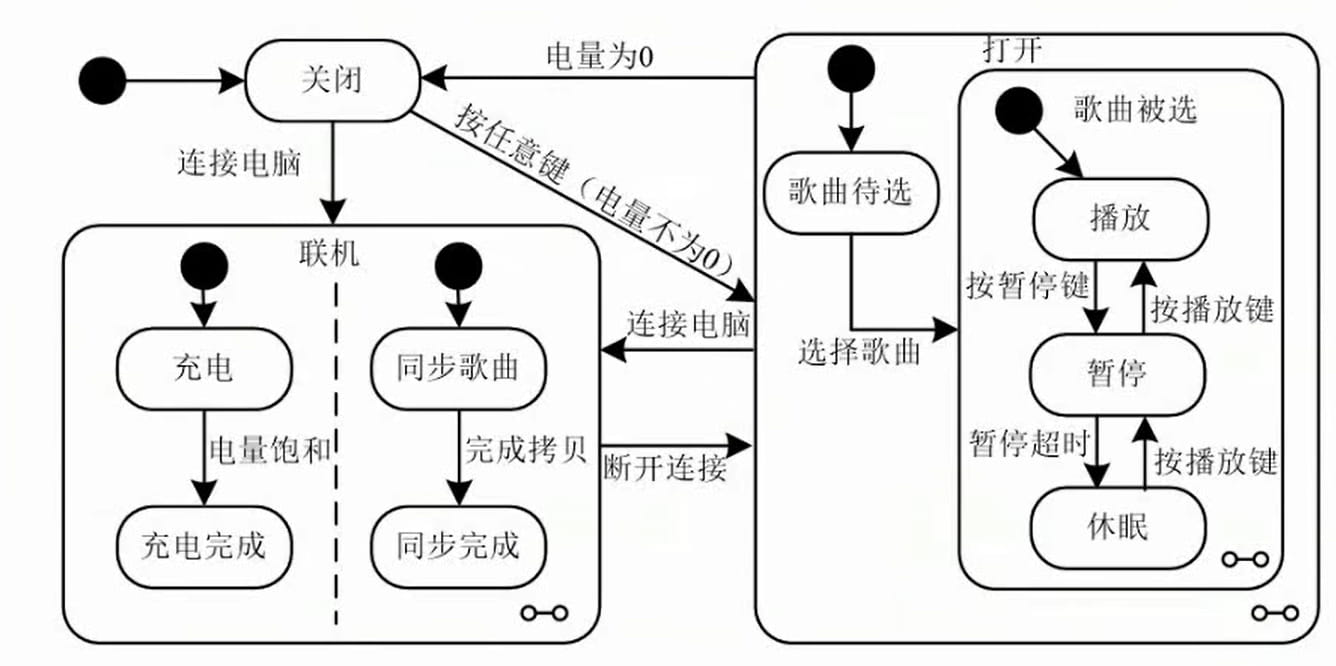 关闭
电量为0
打开
歌曲被选
按任意键（电量不为0）
连接电脑
歌曲待选
播放
联机
按暂停键
按播放键
连接电脑
选择歌曲
充电
同步歌曲
暂停
电量饱和
完成拷贝
断开连接
暂停超时
按播放键
充电完成
同步完成
休眠